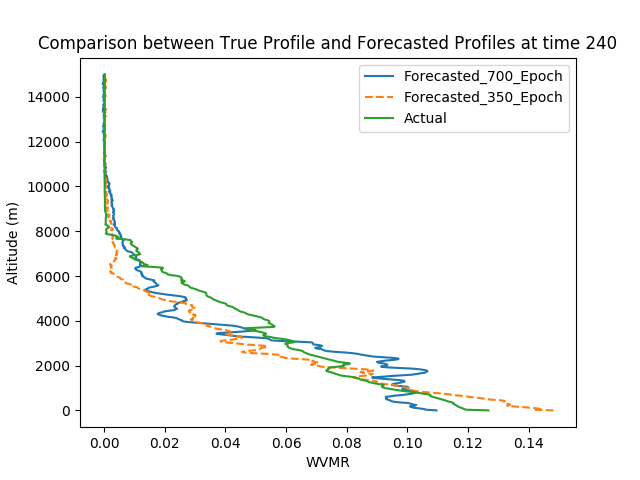 Comparison between True Profile and Forecasted Profiles at time 240
Forecasted_700_Epoch
Forecasted_350_Epoch
Actual
14000
12000
10000
8000
6000
4000
2000
0
Altitude (m)
0.00 0.02 0.04 0.06 0.08 0.10 0.12 0.14
WVMR